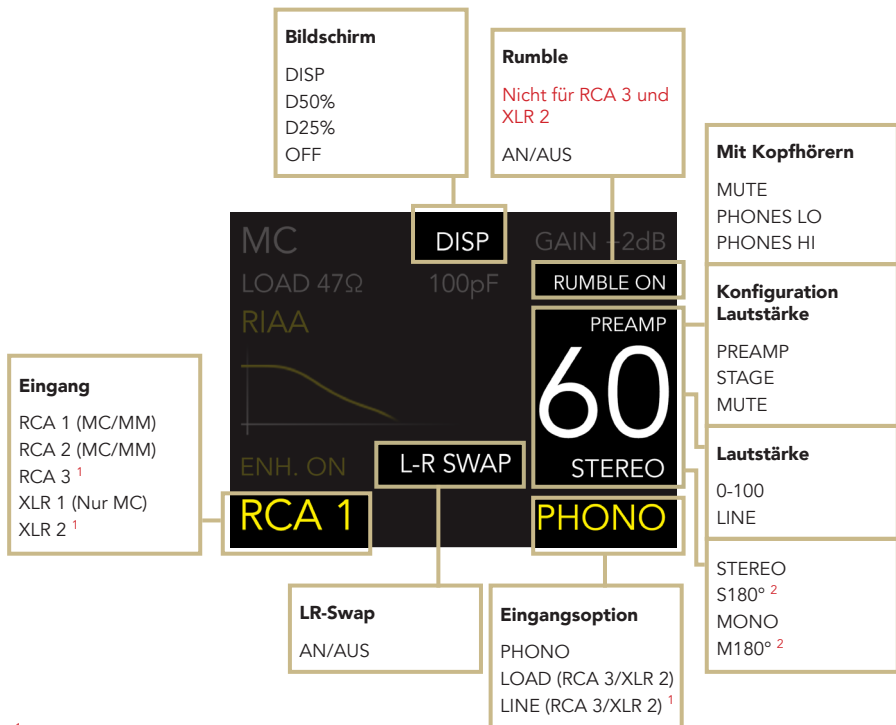 Bildschirm
DISP
D50%
D25%
OFF
Rumble
Nicht für RCA 3 und
XLR 2
AN/AUS
Mit Kopfhörern
MUTE
PHONES LO
PHONES HI
MC
DISP
GAIN +2dB
LOAD 47Ω
100pF
RUMBLE ON
RIAA
PREAMP
60
ENH. ON
L-R SWAP
STEREO
RCA 1
PHONO
Konfiguration
Lautstärke
PREAMP
STAGE
MUTE
Eingang
RCA 1 (MC/MM)
RCA 2 (MC/MM)
RCA 3 1
XLR 1 (Nur MC)
XLR 2 1
Lautstärke
0-100
LINE
STEREO
S180° 2
MONO
M180° 2
LR-Swap
AN/AUS
Eingangsoption
PHONO
LOAD (RCA 3/XLR 2)
LINE (RCA 3/XLR 2) 1
1